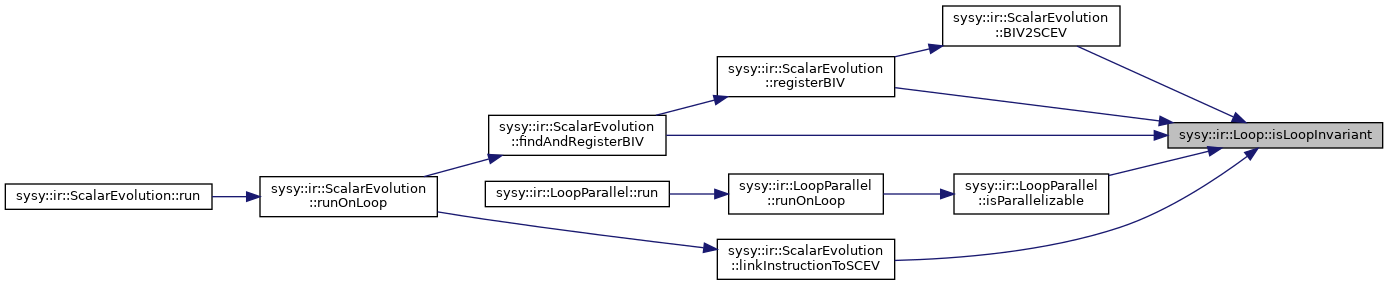 sysy::ir::ScalarEvolution
::BIV2SCEV
sysy::ir::ScalarEvolution
::registerBIV
sysy::ir::ScalarEvolution
::findAndRegisterBIV
sysy::ir::Loop::isLoopInvariant
sysy::ir::ScalarEvolution::run
sysy::ir::ScalarEvolution
::runOnLoop
sysy::ir::LoopParallel::run
sysy::ir::LoopParallel
::runOnLoop
sysy::ir::LoopParallel
::isParallelizable
sysy::ir::ScalarEvolution
::linkInstructionToSCEV